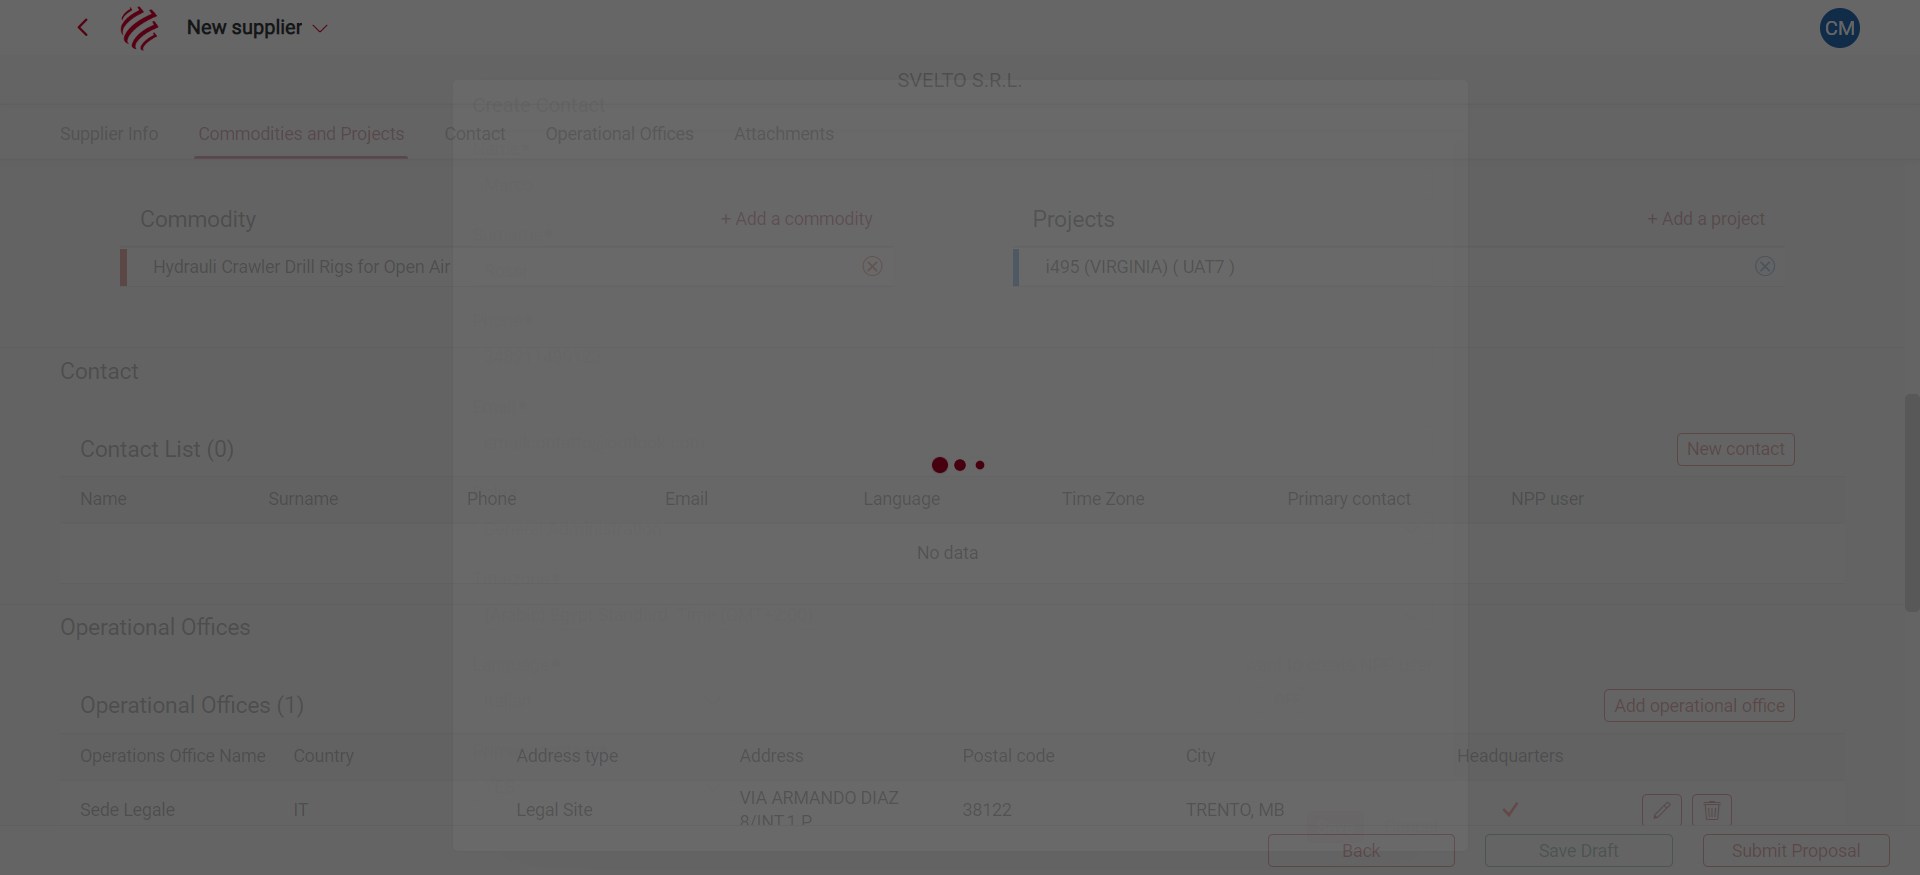 New supplier
CM
SVELTO S.R.L.
Create Contact
Supplier Info
Commodities and Projects
Contact
Operational Offices
Attachments
Commodity
+ Add a commodity
Projects
+ Add a project
Hydrauli Crawler Drill Rigs for Open Air
i495 (VIRGINIA) ( UAT7 )
Contact
Contact List (0)
New contact
Name
Surname
Phone
Email
Language
Time Zone
Primary contact
NPP user
No data
Operational Offices
Operational Offices (1)
Add operational office
Operations Office Name
Country
Address type
Address
Postal code
City
Headquarters
Sede Legale
IT
Legal Site
VIA ARMANDO DIAZ
8/INT.1 P
38122
TRENTO, MB
Back
Save Draft
Submit Proposal